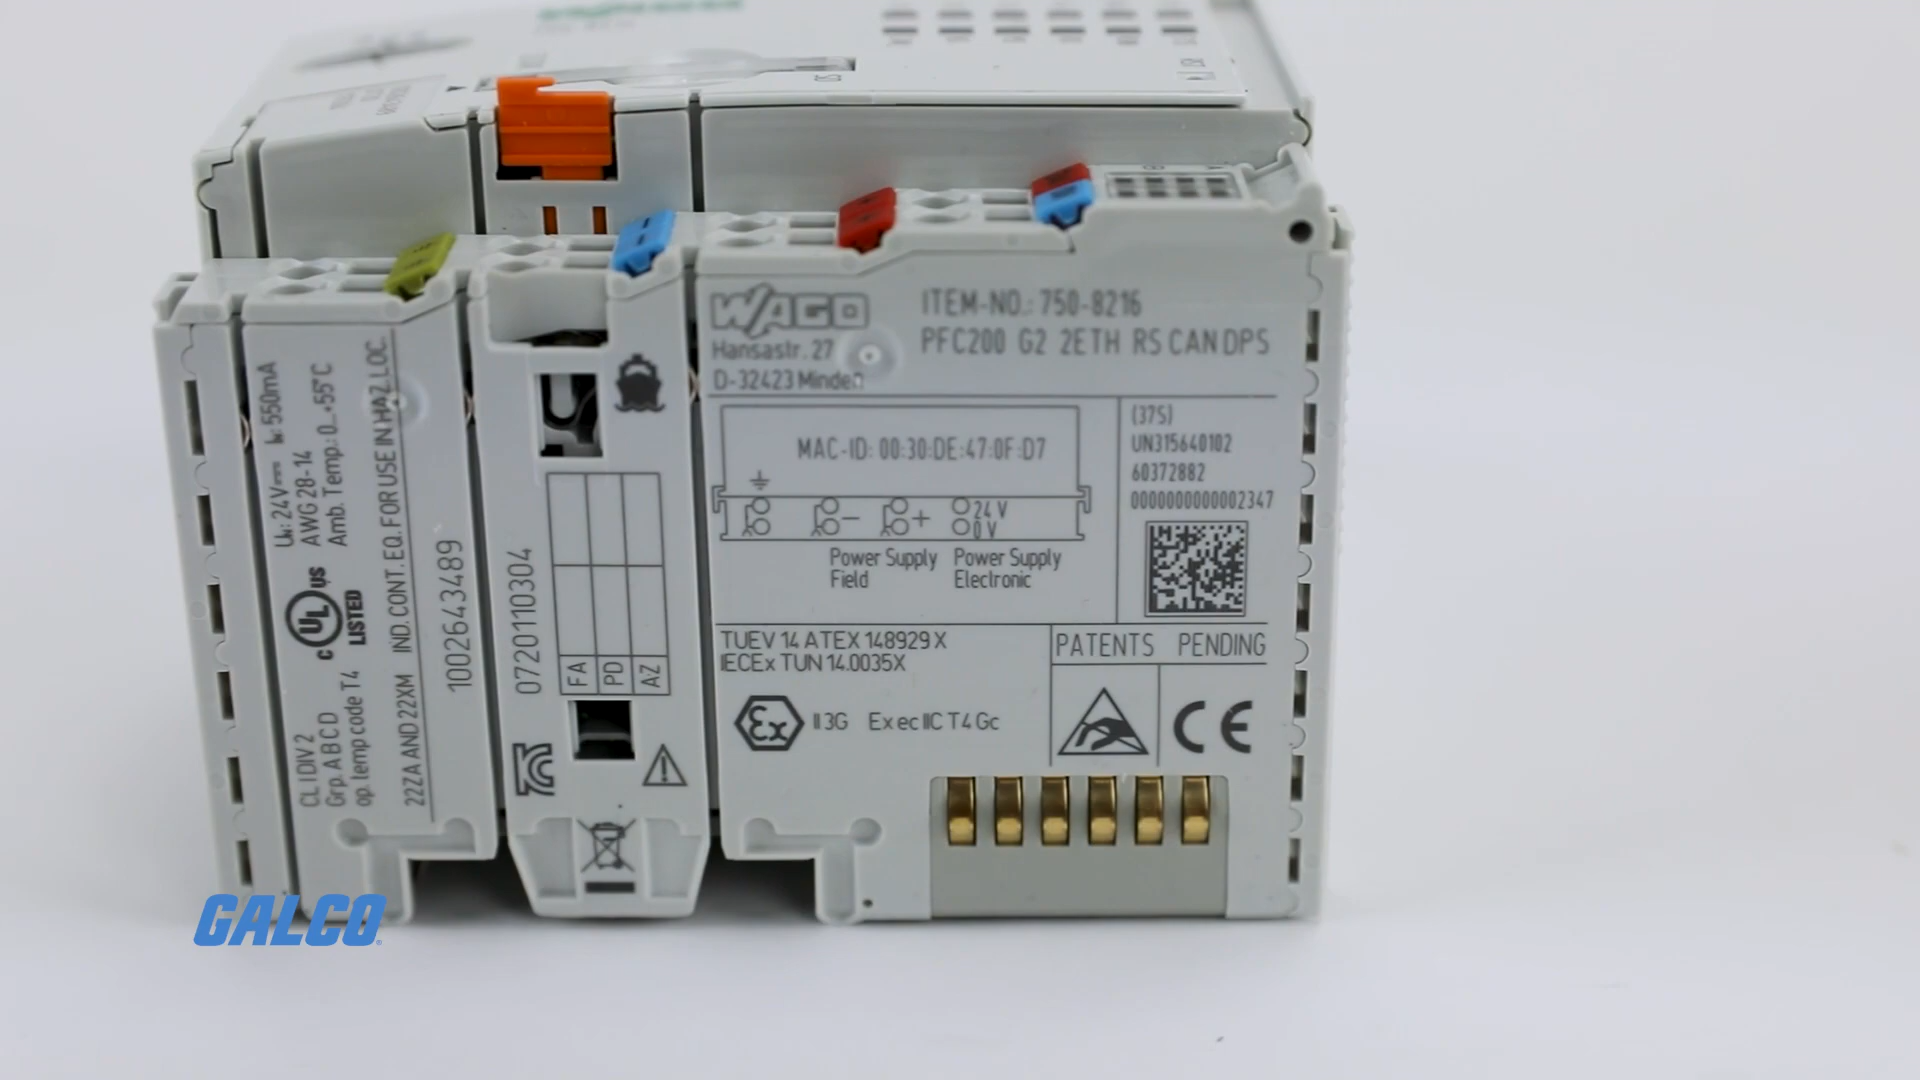 WAGO
Hansastr. 27
D-32423 Minden
ITEM-NO.: 750-8216
PFC200 G2 2ETH RS CAN DPS
MAC-ID: 00:30:DE:47:0F:D7
24 V
0 V
Power Supply
Field
Power Supply
Electronic
(37S)
UN315640102
60372882
0000000000002347
TUEV 14 ATEX 148929 X
IECEx TUN 14.0035X
Ex II 3G Ex ec IIC T4 Gc
PATENTS PENDING
CE
24V
550mA
AWG 28-14
Amb. Temp.: 0...+55°C
c UL us
LISTED
CL I DIV 2
Grp. A B C D
op. temp code T4
22ZA AND 22XM IND. CONT. EQ. FOR USE IN HAZ. LOC.
1002643489
0720110304
FA
PD
AZ
GALCO